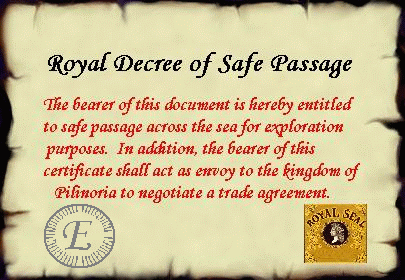 Royal Decree of Safe Passage
The bearer of this document is hereby entitled
to safe passage across the sea for exploration
purposes. In addition, the bearer of this
certificate shall act as envoy to the kingdom of
Pilinoria to negotiate a trade agreement.
E
ROYAL SEAL